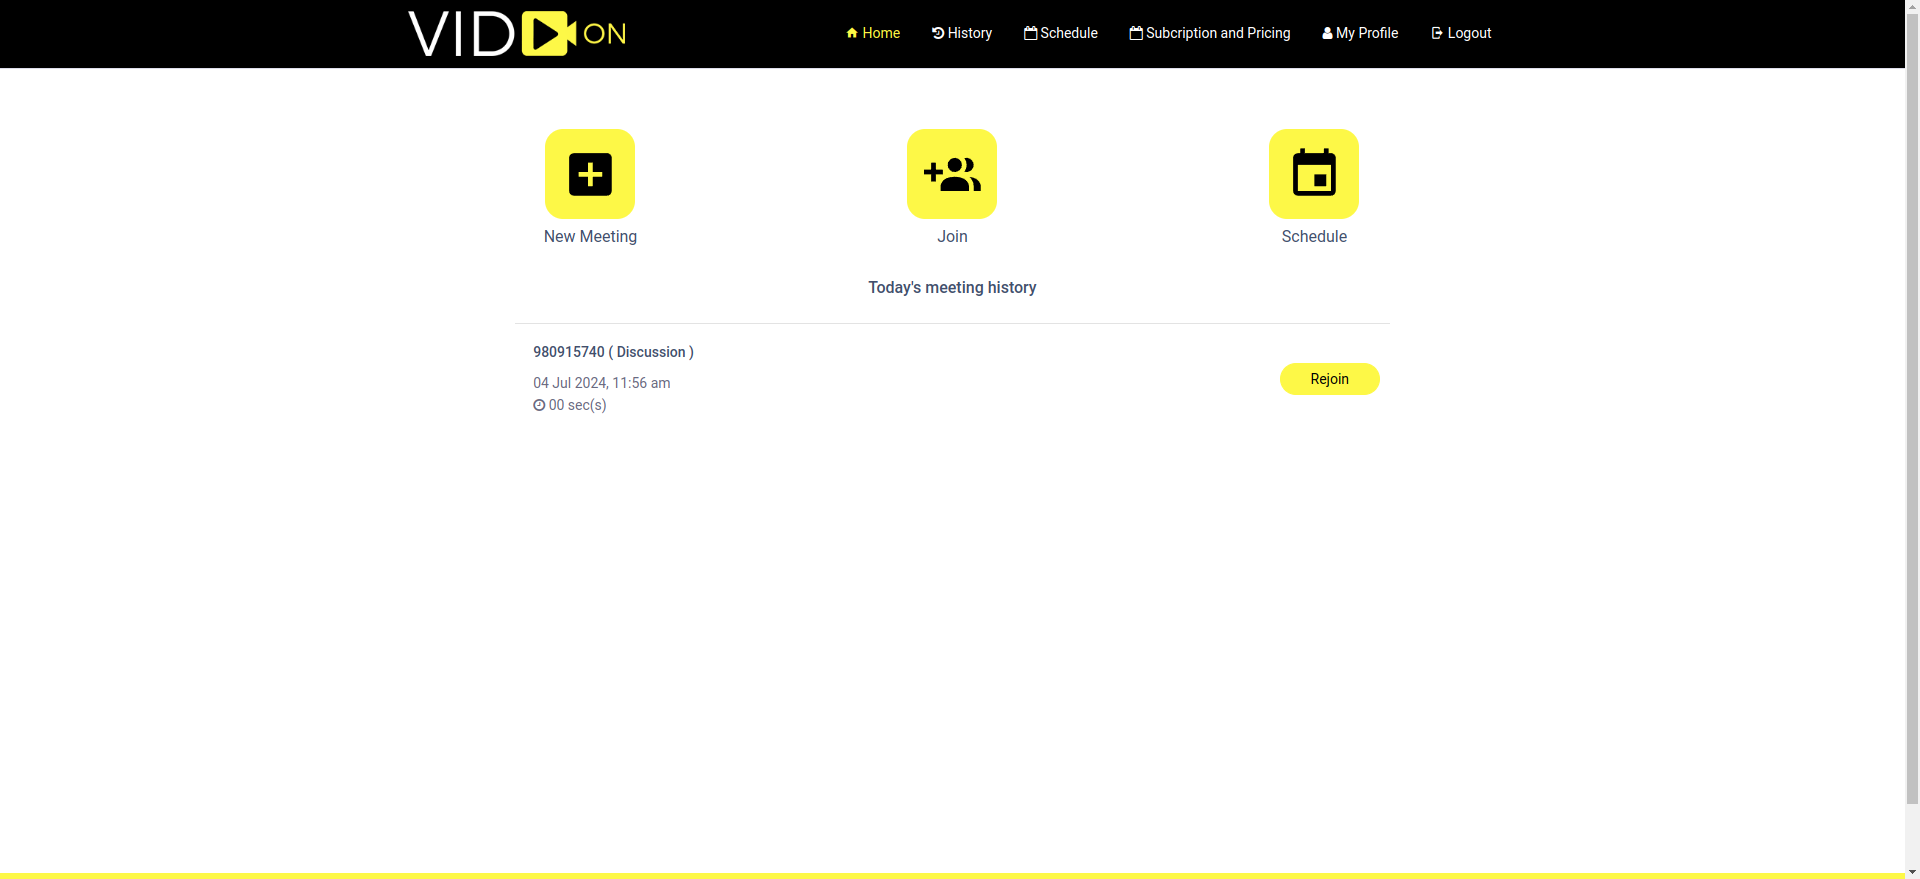 VID ON
Home History Schedule Subcription and Pricing My Profile Logout
New Meeting Join Schedule
Today's meeting history
980915740 ( Discussion )
04 Jul 2024, 11:56 am
Rejoin
00 sec(s)